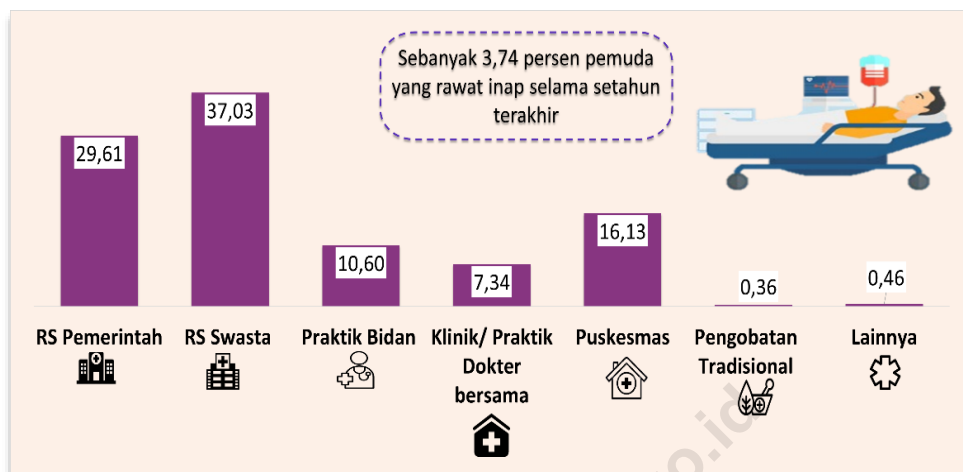 Sebanyak 3,74 persen pemuda
yang rawat inap selama setahun
terakhir
29,61
37,03
10,60
7,34
16,13
0,36
0,46
RS Pemerintah
RS Swasta
Praktik Bidan
Klinik/ Praktik
Dokter
bersama
Puskesmas
Pengobatan
Tradisional
Lainnya
o.id